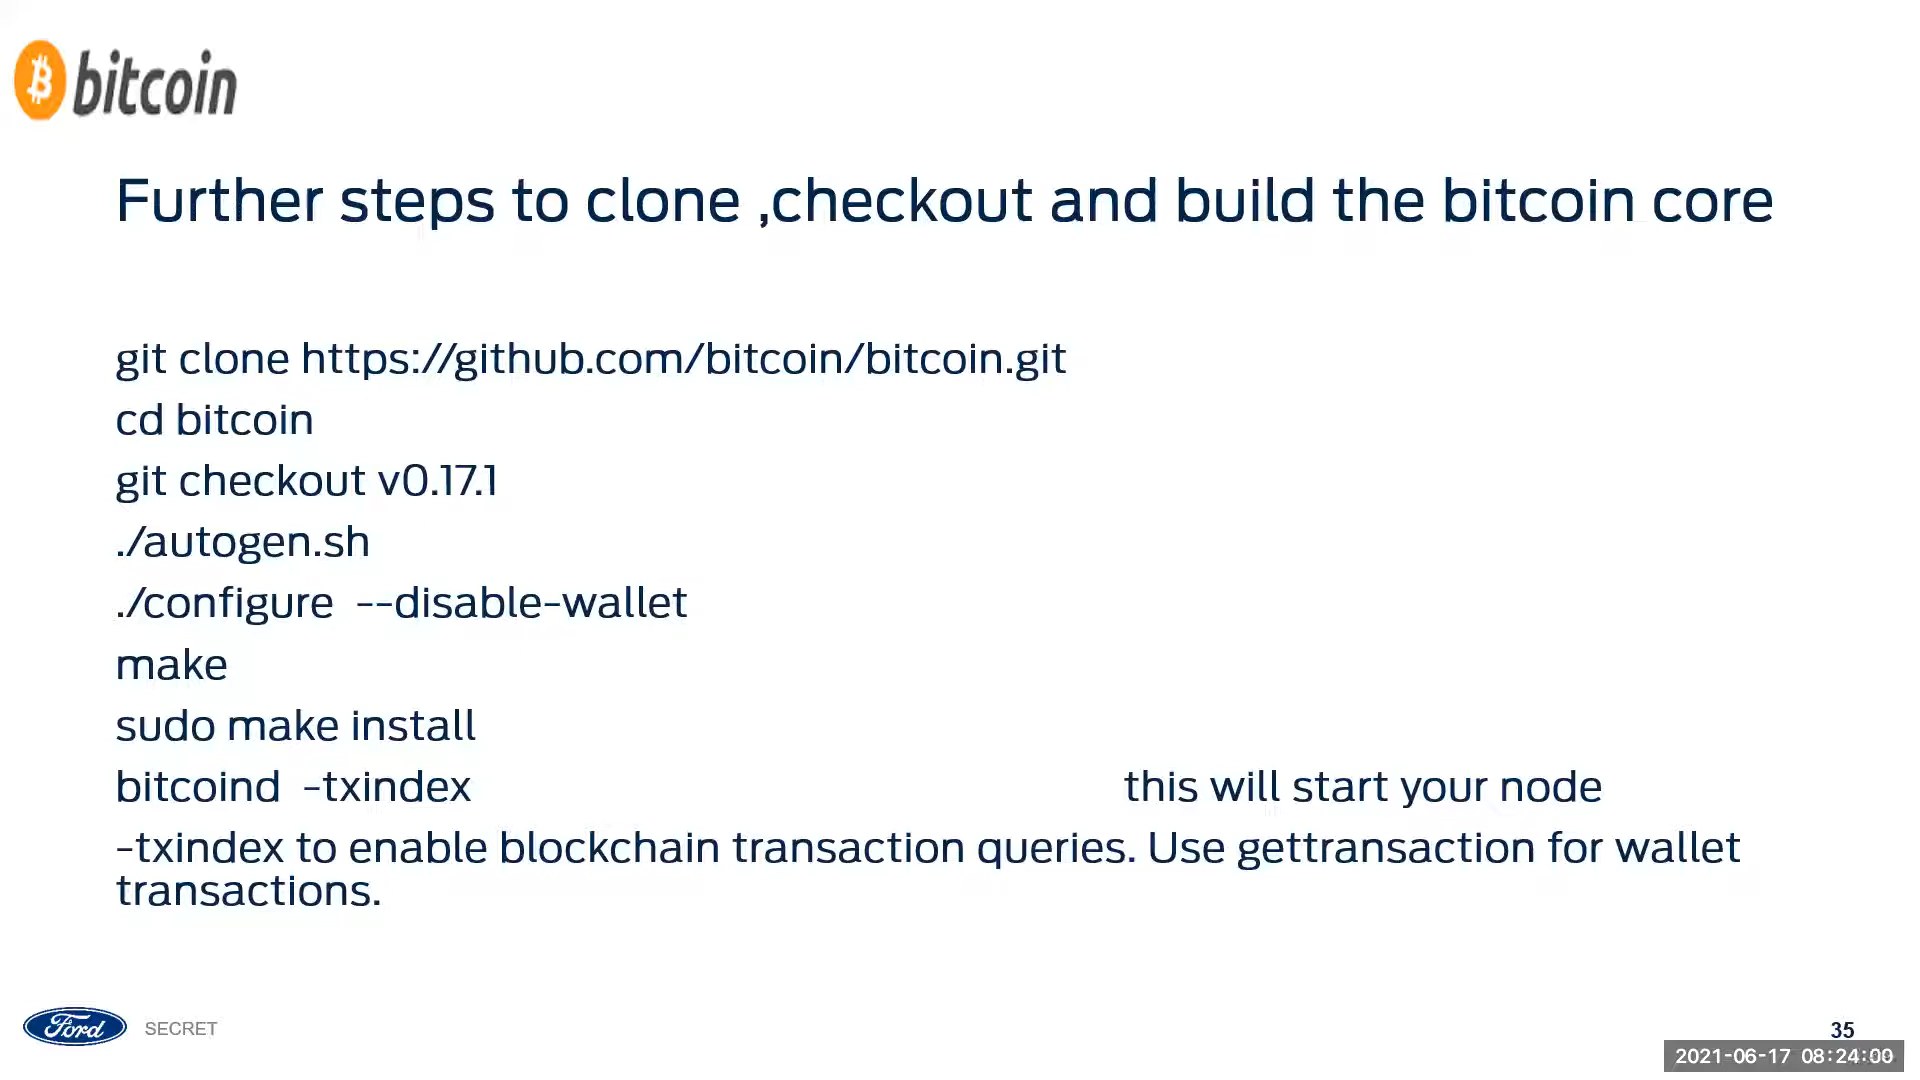 bitcoin
Further steps to clone ,checkout and build the bitcoin core
git clone https://github.com/bitcoin/bitcoin.git
cd bitcoin
git checkout v0.17.1
./autogen.sh
./configure  --disable-wallet
make
sudo make install
bitcoind  -txindex this will start your node
-txindex to enable blockchain transaction queries. Use gettransaction for wallet
transactions.
Ford SECRET 35
2021-06-17 08:24:00